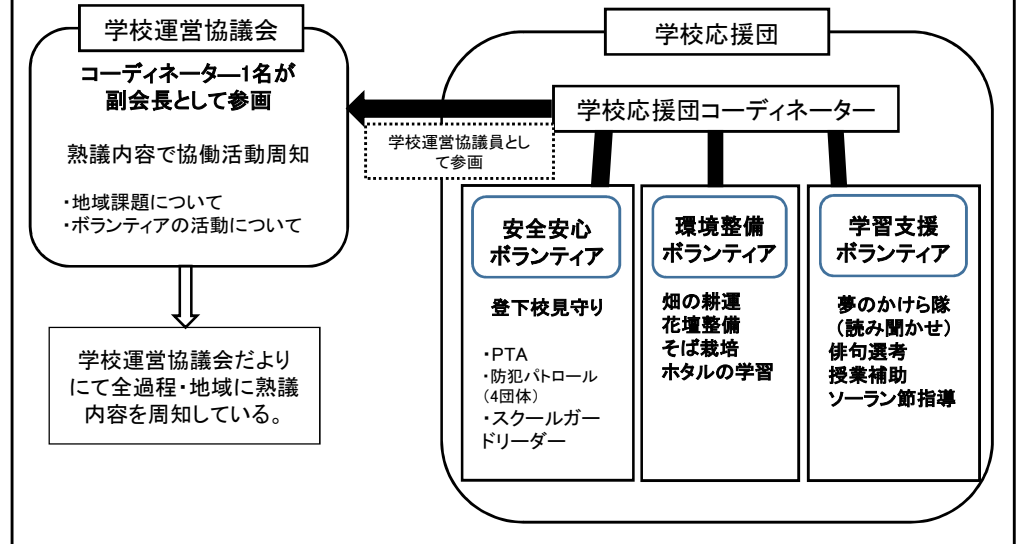 学校運営協議会
コーディネーター―1名が
副会長として参画
熟議内容で協働活動周知
・地域課題について
・ボランティアの活動について
学校運営協議会だより
にて全過程・地域に熟議
内容を周知している。
学校応援団
学校応援団コーディネーター
学校運営協議員とし
て参画
安全安心
ボランティア
登下校見守り
・PTA
・防犯パトロール
(4団体)
・スクールガー
ドリーダー
環境整備
ボランティア
畑の耕運
花壇整備
そば栽培
ホタルの学習
学習支援
ボランティア
夢のかけら隊
(読み聞かせ)
俳句選考
授業補助
ソーラン節指導